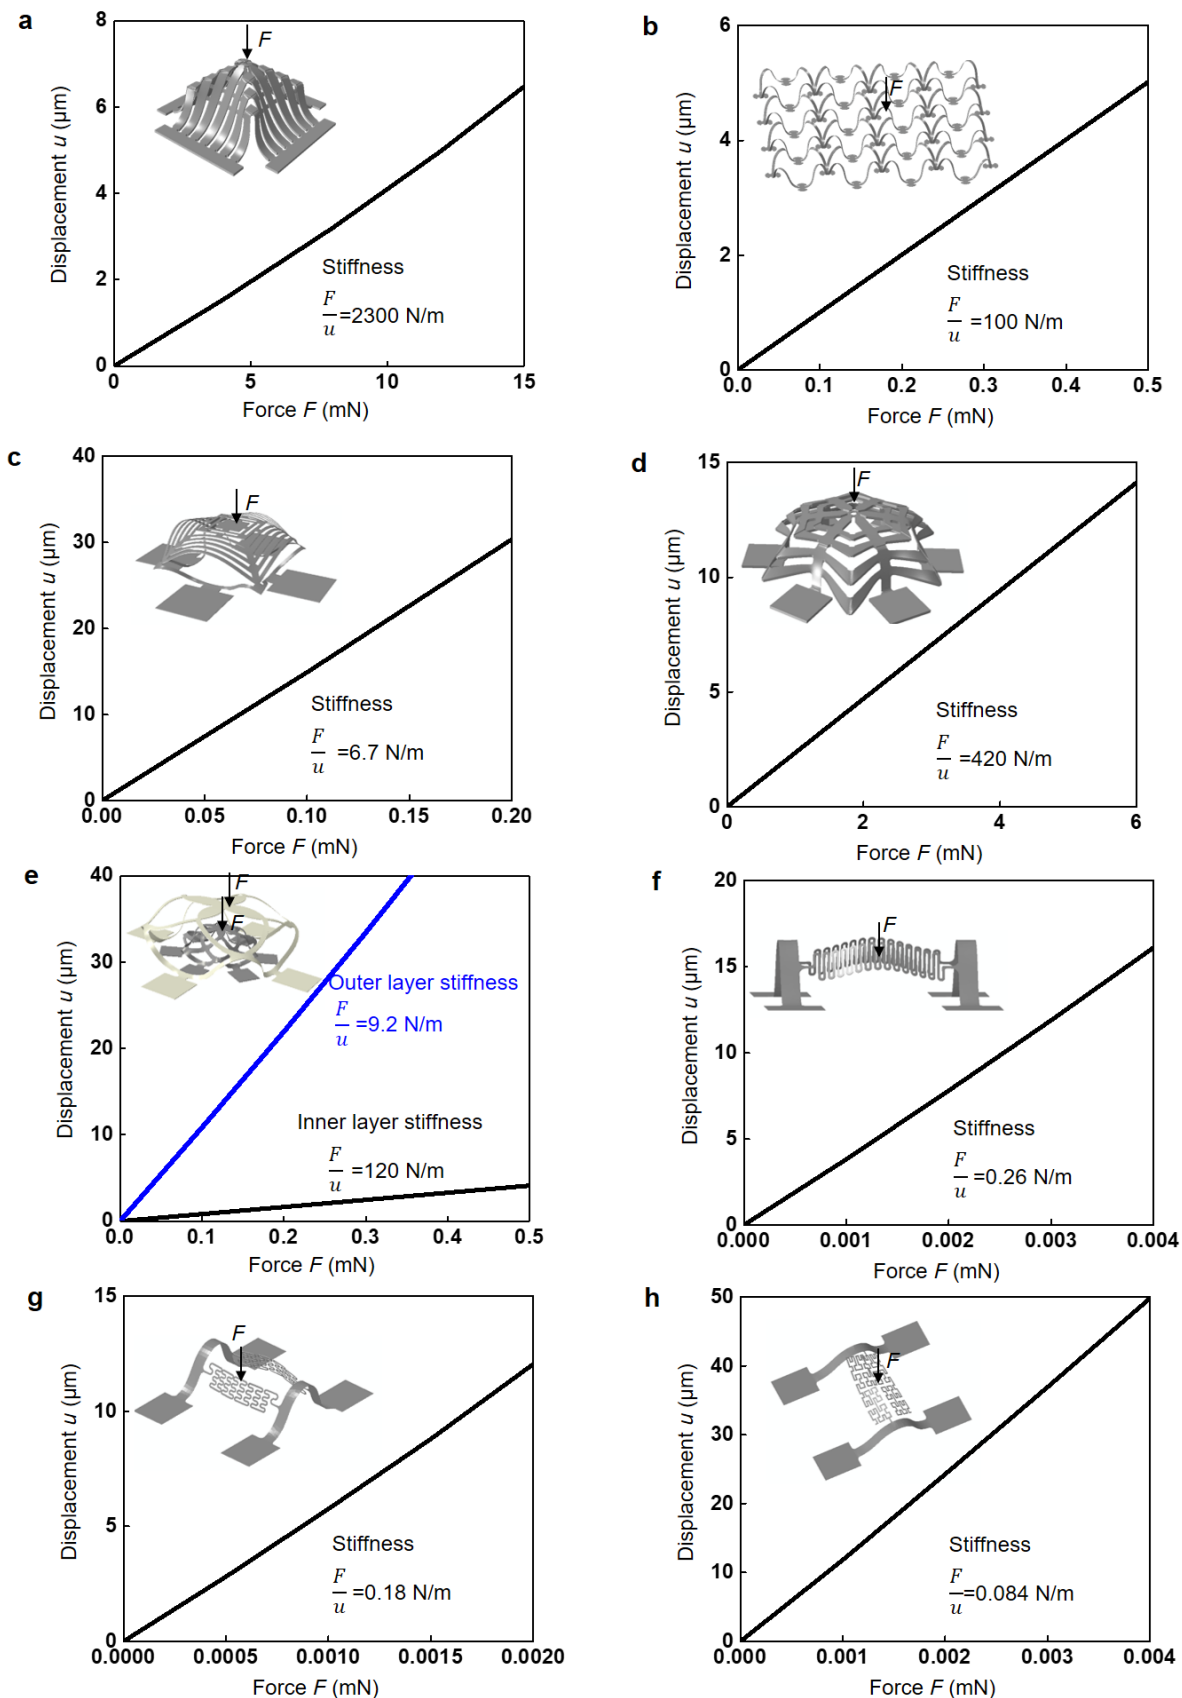 a
8
6
4
2
0
0
5
10
15
Displacement u (μm)
Force F (mN)
F
Stiffness
F/u =2300 N/m
b
6
4
2
0
0.0
0.1
0.2
0.3
0.4
0.5
Displacement u (μm)
Force F (mN)
F
Stiffness
F/u =100 N/m
c
40
30
20
10
0
0.00
0.05
0.10
0.15
0.20
Displacement u (μm)
Force F (mN)
F
Stiffness
F/u =6.7 N/m
d
15
10
5
0
0
2
4
6
Displacement u (μm)
Force F (mN)
F
Stiffness
F/u =420 N/m
e
40
30
20
10
0
0.0
0.1
0.2
0.3
0.4
0.5
Displacement u (μm)
Force F (mN)
F
F
Outer layer stiffness
F/u =9.2 N/m
Inner layer stiffness
F/u =120 N/m
f
20
15
10
5
0
0.000
0.001
0.002
0.003
0.004
Displacement u (μm)
Force F (mN)
F
Stiffness
F/u =0.26 N/m
g
15
10
5
0
0.0000
0.0005
0.0010
0.0015
0.0020
Displacement u (μm)
Force F (mN)
F
Stiffness
F/u =0.18 N/m
h
50
40
30
20
10
0
0.000
0.001
0.002
0.003
0.004
Displacement u (μm)
Force F (mN)
F
Stiffness
F/u =0.084 N/m